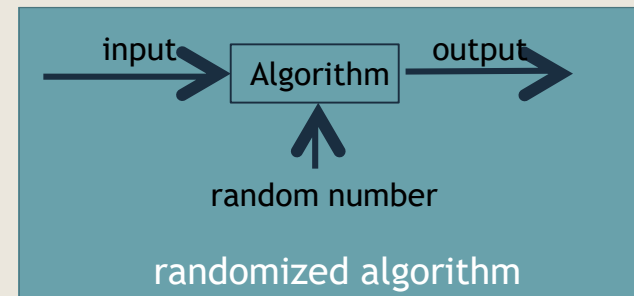 input
Algorithm
output
random number
randomized algorithm